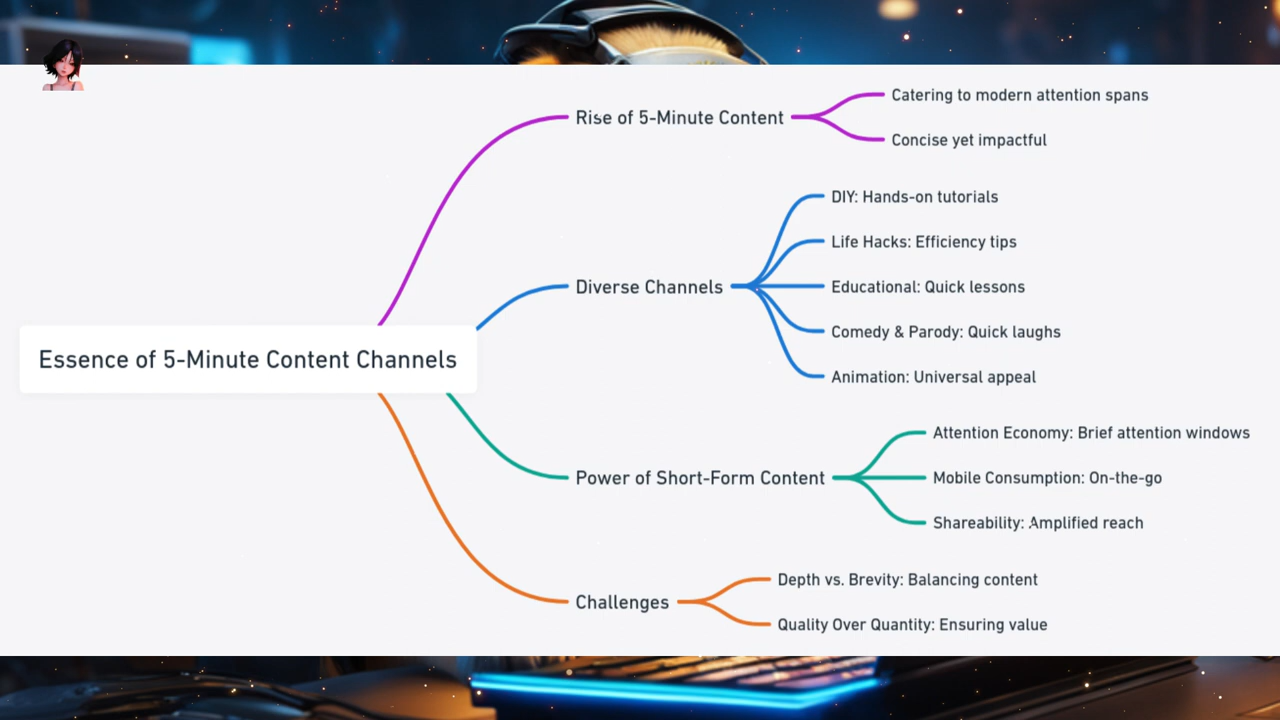 Essence of 5-Minute Content Channels
Rise of 5-Minute Content
Catering to modern attention spans
Concise yet impactful
Diverse Channels
DIY: Hands-on tutorials
Life Hacks: Efficiency tips
Educational: Quick lessons
Comedy & Parody: Quick laughs
Animation: Universal appeal
Power of Short-Form Content
Attention Economy: Brief attention windows
Mobile Consumption: On-the-go
Shareability: Amplified reach
Challenges
Depth vs. Brevity: Balancing content
Quality Over Quantity: Ensuring value